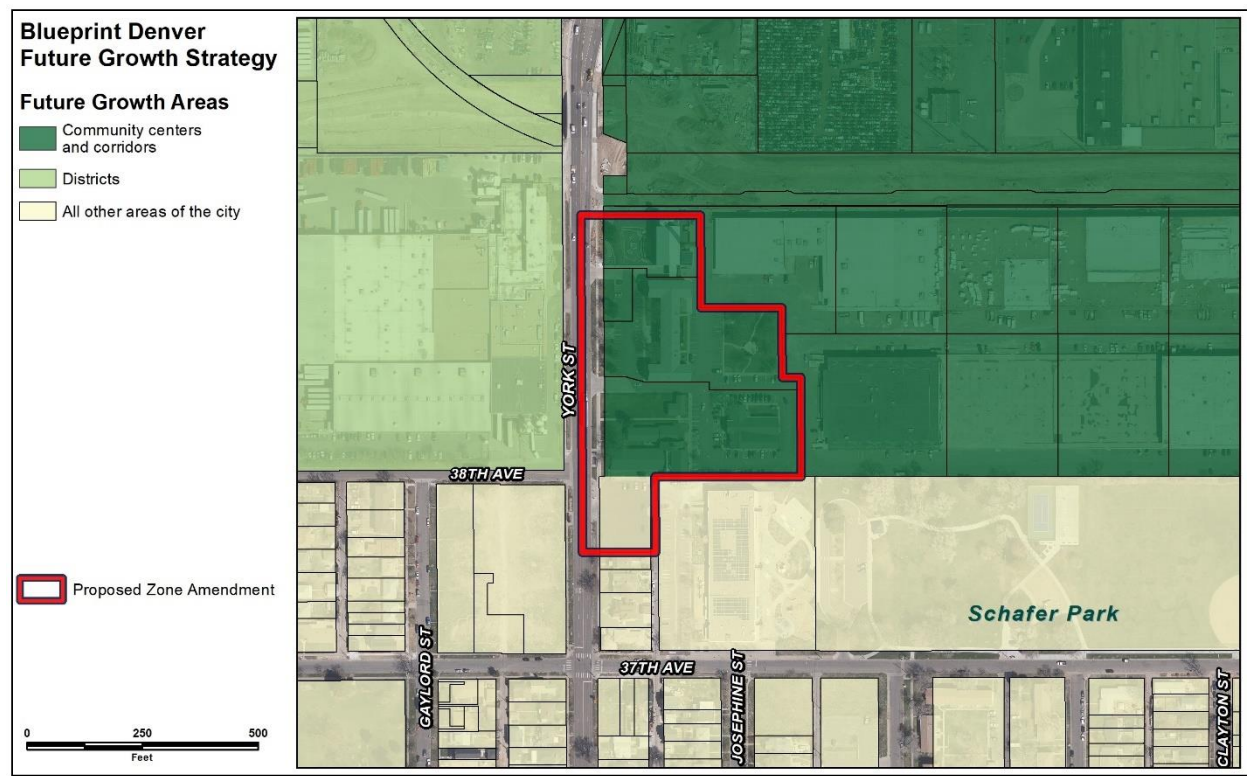 Blueprint Denver
Future Growth Strategy
Future Growth Areas
Community centers
and corridors
Districts
All other areas of the city
Proposed Zone Amendment
0 250 500
Feet
YORK ST
38TH AVE
Schafer Park
37TH AVE
GAYLORD ST
JOSEPHINE ST
CLAYTON ST